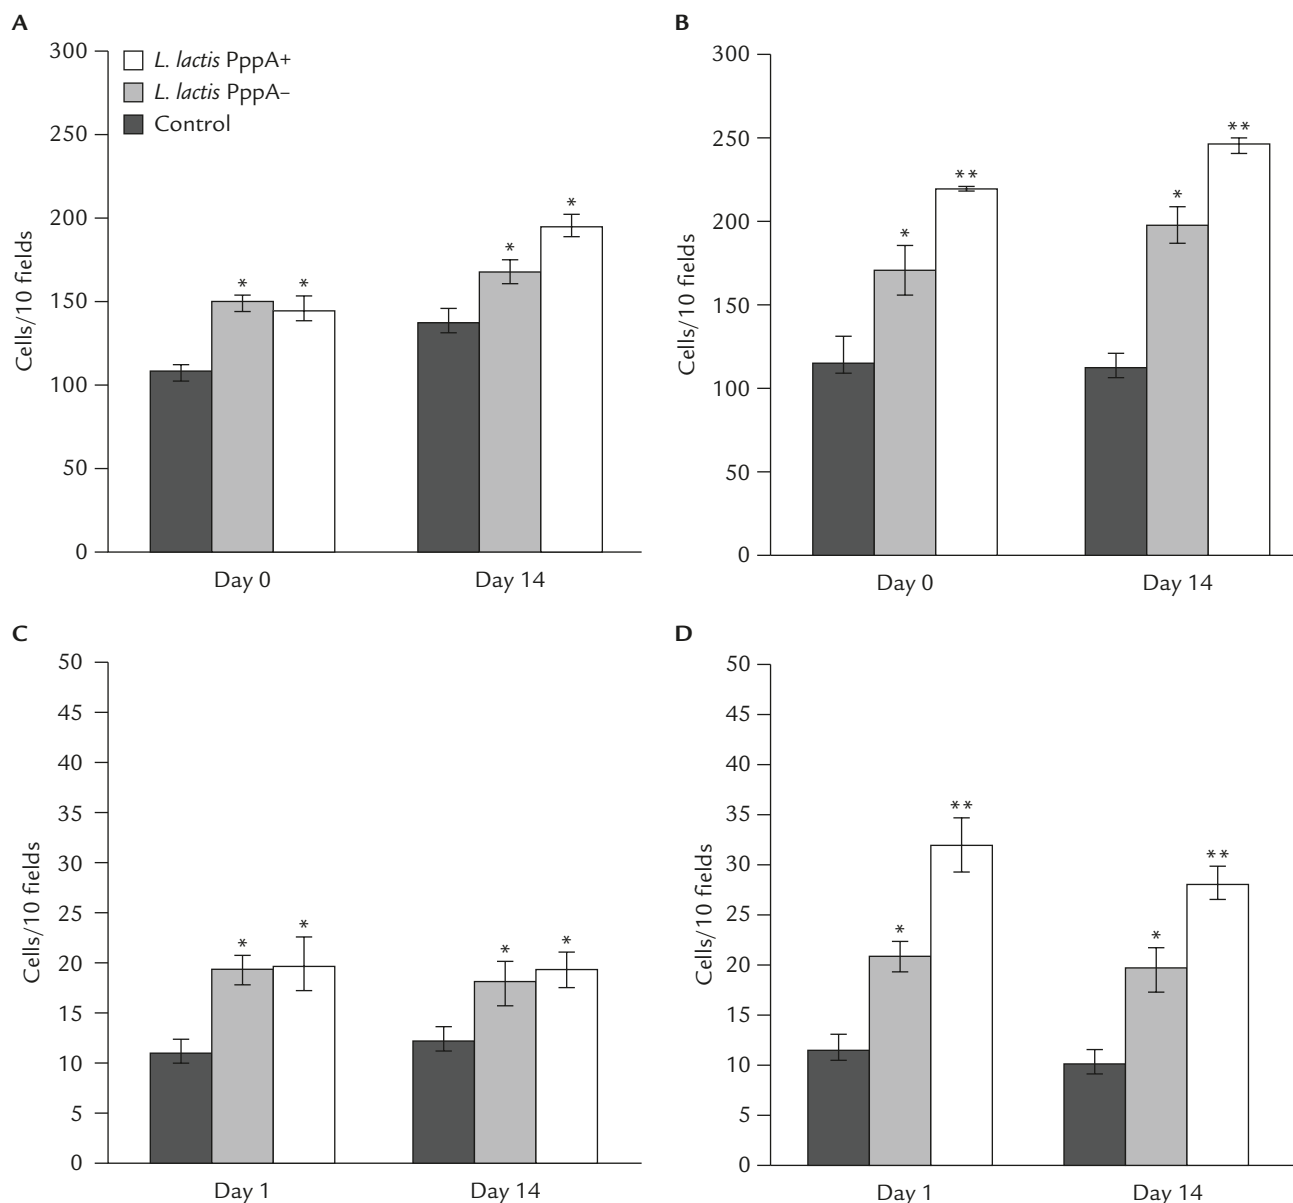 A
300
250
200
150
100
50
0
Cells/10 fields
L. lactis PppA+
L. lactis PppA–
Control
*
*
*
*
Day 0
Day 14
B
300
250
200
150
100
50
0
Cells/10 fields
*
**
*
**
Day 0
Day 14
C
50
45
40
35
30
25
20
15
10
5
0
Cells/10 fields
*
*
*
*
Day 1
Day 14
D
50
45
40
35
30
25
20
15
10
5
0
Cells/10 fields
*
**
*
**
Day 1
Day 14